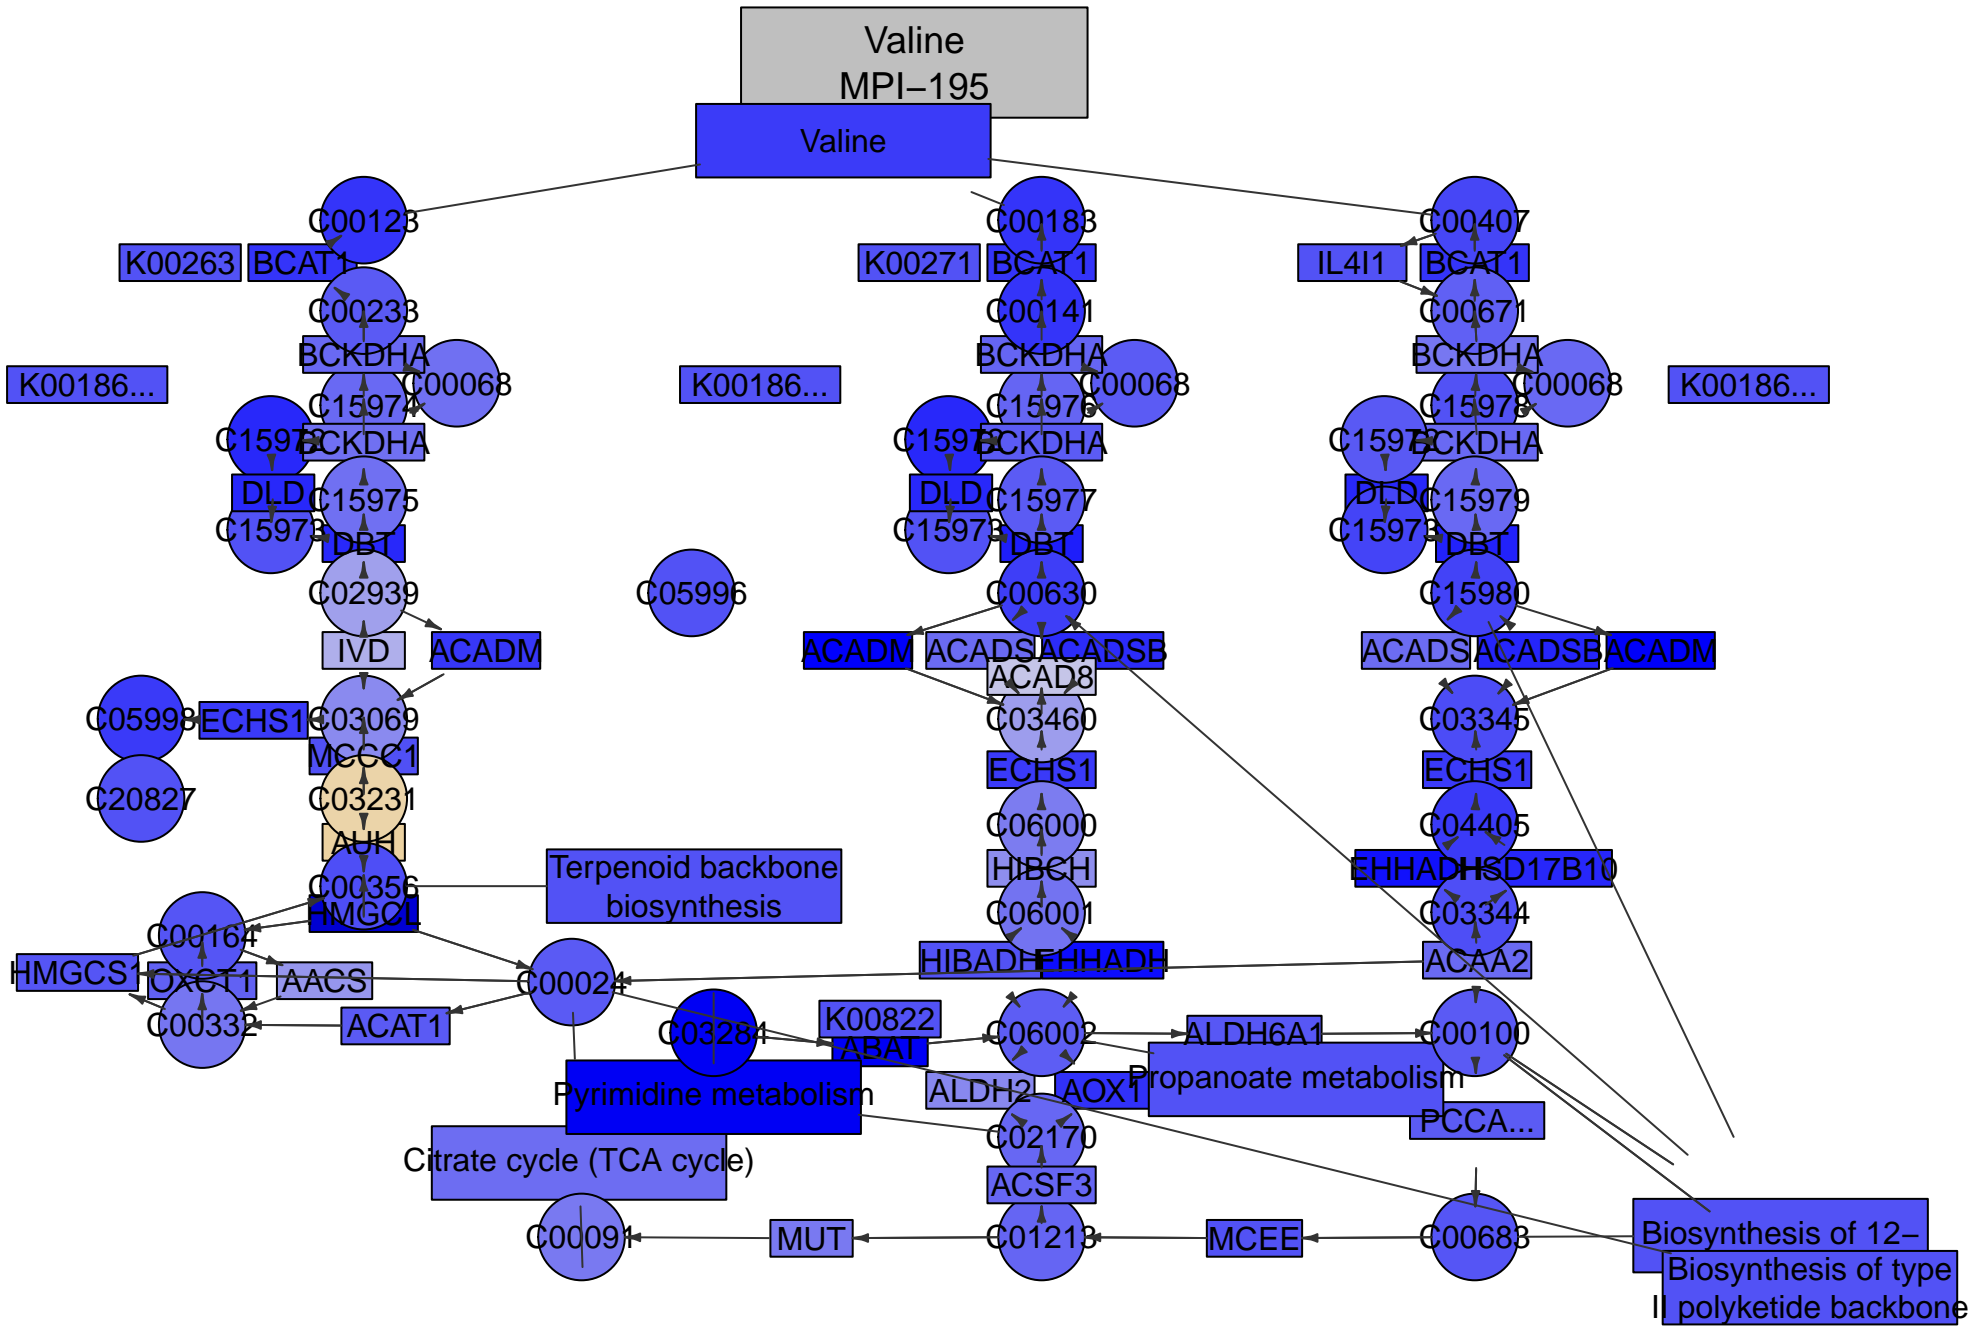 Valine
MPI−195
Valine
C00123
C00183
C00407
K00263
BCAT1
K00271
BCAT1
IL4I1
BCAT1
C00233
C00141
C00671
BCKDHA
BCKDHA
BCKDHA
K00186...
C00068
K00186...
C00068
C00068
K00186...
C15974
C15976
C15978
C15972
BCKDHA
C15972
BCKDHA
C15972
BCKDHA
DLD
C15975
DLD
C15977
DLD
C15979
C15973
DBT
C15973
DBT
C15973
DBT
C02939
C05996
C00630
C15980
IVD
ACADM
ACADM
ACADS
ACADSB
ACADS
ACADSB
ACADM
ACAD8
C05998
ECHS1
C03069
C03460
C03345
MCCC1
ECHS1
ECHS1
C20827
C03231
C06000
C04405
AUH
Terpenoid backbone
biosynthesis
HIBCH
EHHADH
HSD17B10
C00356
HMGCL
C06001
C03344
C00164
HMGCS1
OXCT1
AACS
C00024
HIBADH
EHHADH
ACAA2
C00332
ACAT1
C03284
K00822
ABAT
C06002
ALDH6A1
C00100
Pyrimidine metabolism
ALDH2
AOX1
Propanoate metabolism
PCCA...
C02170
Citrate cycle (TCA cycle)
ACSF3
C00091
MUT
C01213
MCEE
C00683
Biosynthesis of 12−
Biosynthesis of type
II polyketide backbone